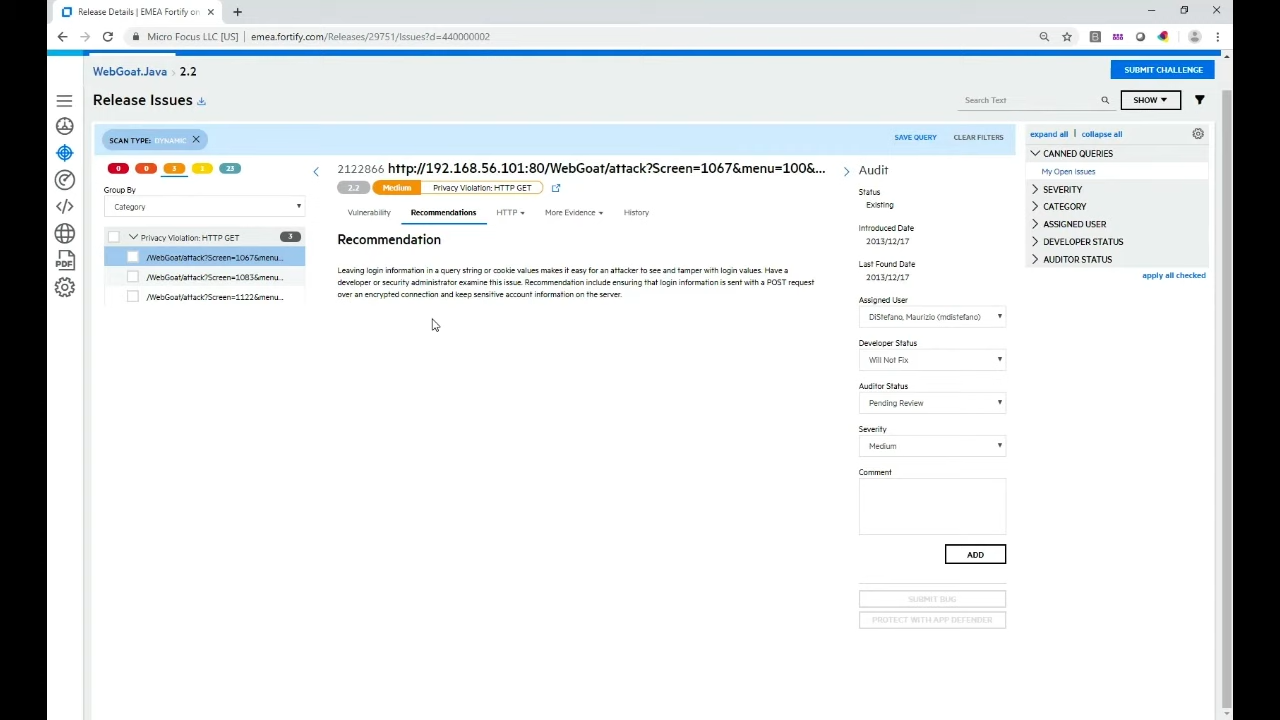 Release Details | EMEA Fortify on
Micro Focus LLC [US] | emea.fortify.com/Releases/29751/Issues?d=440000002
WebGoat.Java 2.2
SUBMIT CHALLENGE
Release Issues
Search Text
SHOW
SCAN TYPE: DYNAMIC
SAVE QUERY
CLEAR FILTERS
0 0 3 1 23
Group By
Category
Privacy Violation: HTTP GET 3
/WebGoat/attack?Screen=1067&menu...
/WebGoat/attack?Screen=1083&menu...
/WebGoat/attack?Screen=1122&menu...
2122866 http://192.168.56.101:80/WebGoat/attack?Screen=1067&menu=100&...
2.2 Medium Privacy Violation: HTTP GET
Vulnerability Recommendations HTTP More Evidence History
Recommendation
Leaving login information in a query string or cookie values makes it easy for an attacker to see and tamper with login values. Have a
developer or security administrator examine this issue. Recommendation include ensuring that login information is sent with a POST request
over an encrypted connection and keep sensitive account information on the server.
Audit
Status
Existing
Introduced Date
2013/12/17
Last Found Date
2013/12/17
Assigned User
DiStefano, Maurizio (mdistefano)
Developer Status
Will Not Fix
Auditor Status
Pending Review
Severity
Medium
Comment
ADD
SUBMIT BUG
PROTECT WITH APP DEFENDER
expand all | collapse all
CANNED QUERIES
My Open Issues
SEVERITY
CATEGORY
ASSIGNED USER
DEVELOPER STATUS
AUDITOR STATUS
apply all checked
PDF